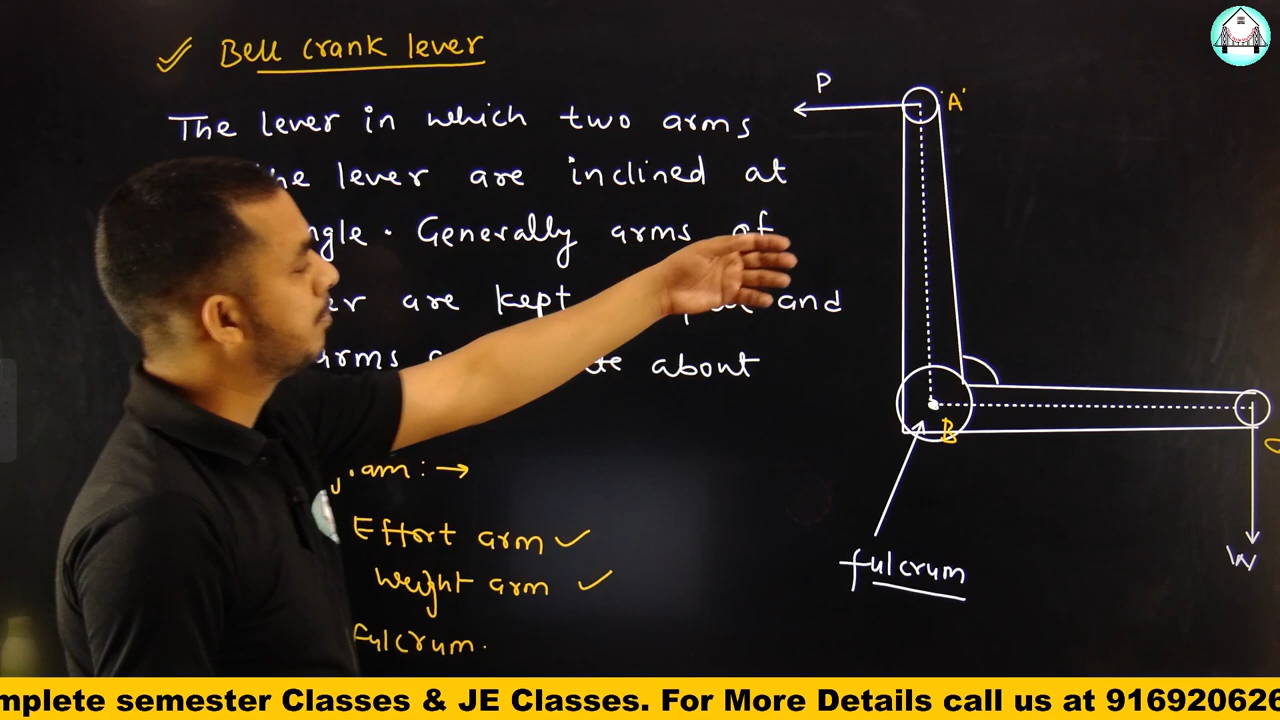 Bell crank lever
The lever in which two arms
he lever are inclined at
ngle. Generally arms of
er are kept and
arms about
am : →
Effort arm ✓
Weight arm ✓
fulcrum.
P
'A'
B
W
fulcrum
mplete semester Classes & JE Classes. For More Details call us at 916920626